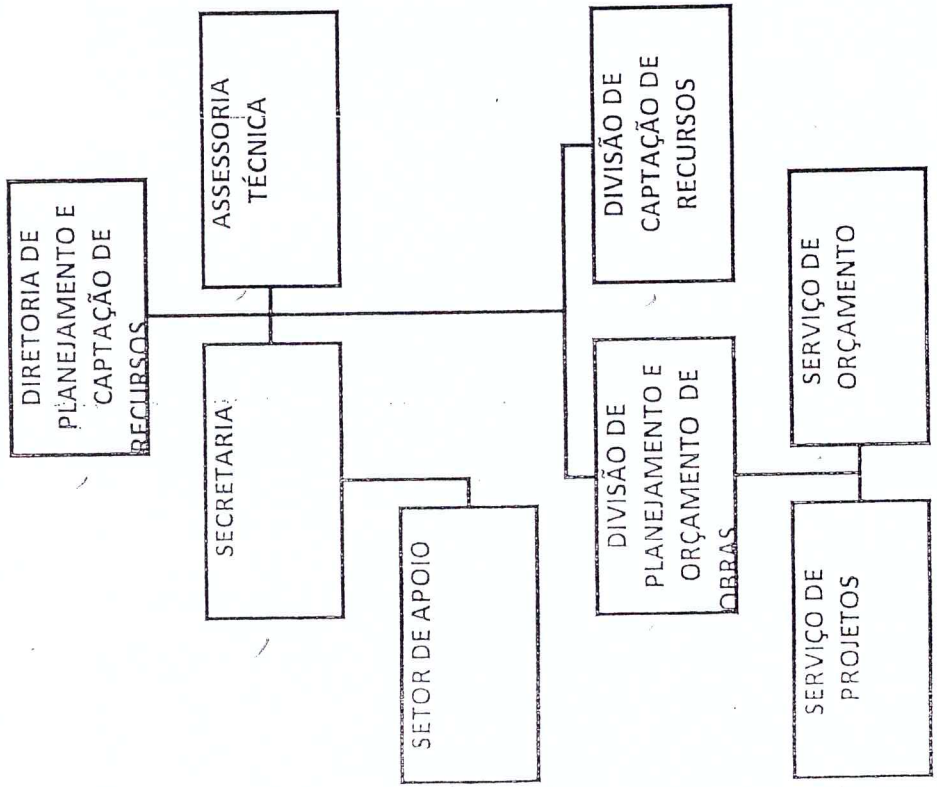 DIRETORIA DE
PLANEJAMENTO E
CAPTAÇÃO DE
RECURSOS
SECRETARIA
ASSESSORIA
TÉCNICA
SETOR DE APOIO
DIVISÃO DE
PLANEJAMENTO E
ORÇAMENTO DE
OBRAS
DIVISÃO DE
CAPTAÇÃO DE
RECURSOS
SERVIÇO DE
PROJETOS
SERVIÇO DE
ORÇAMENTO